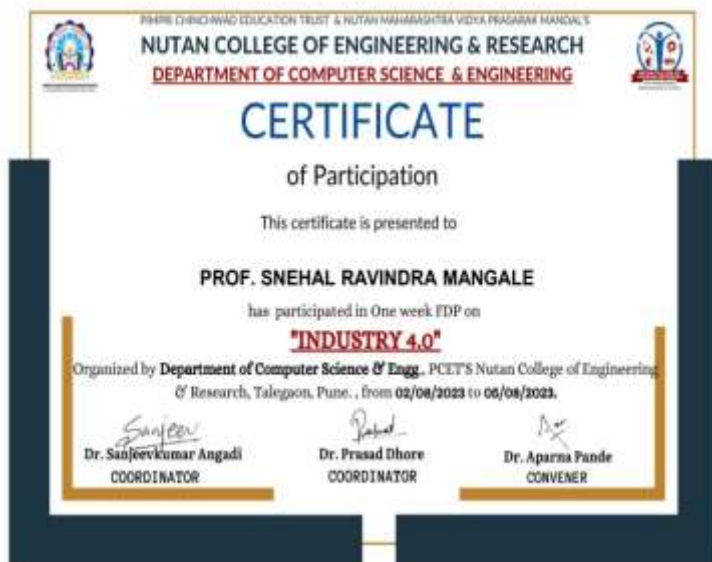 PIMPRI CHINCHWAD EDUCATION TRUST & NUTAN MAHARASHTRA VIDYA PRASARAK MANDAL'S
NUTAN COLLEGE OF ENGINEERING & RESEARCH
DEPARTMENT OF COMPUTER SCIENCE & ENGINEERING
CERTIFICATE
of Participation
This certificate is presented to
PROF. SNEHAL RAVINDRA MANGALE
has participated in One week FDP on
"INDUSTRY 4.0"
Organized by Department of Computer Science & Engg., PCET'S Nutan College of Engineering
& Research, Talegaon, Pune. , from 02/08/2023 to 05/08/2023.
Sanjeev
Dr. Sanjeevkumar Angadi Dr. Prasad Dhore Dr. Aparna Pande
COORDINATOR COORDINATOR CONVENER